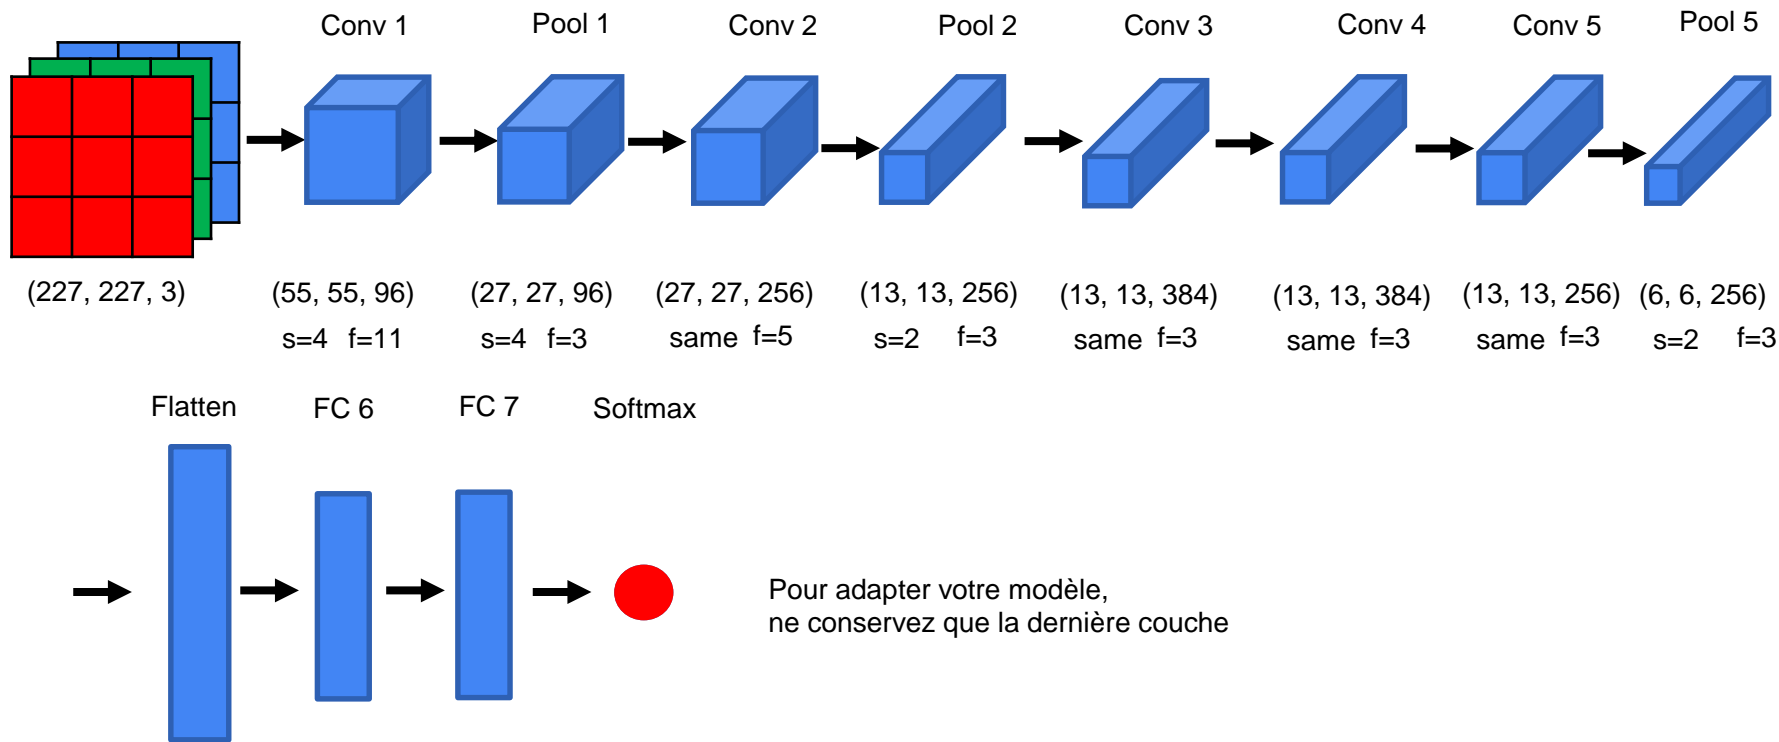 Conv 1 Pool 1 Conv 2 Pool 2 Conv 3 Conv 4 Conv 5 Pool 5
(227, 227, 3) (55, 55, 96) (27, 27, 96) (27, 27, 256) (13, 13, 256) (13, 13, 384) (13, 13, 384) (13, 13, 256) (6, 6, 256)
s=4 f=11 s=4 f=3 same f=5 s=2 f=3 same f=3 same f=3 same f=3 s=2 f=3
Flatten FC 6 FC 7 Softmax
Pour adapter votre modèle,
ne conservez que la dernière couche